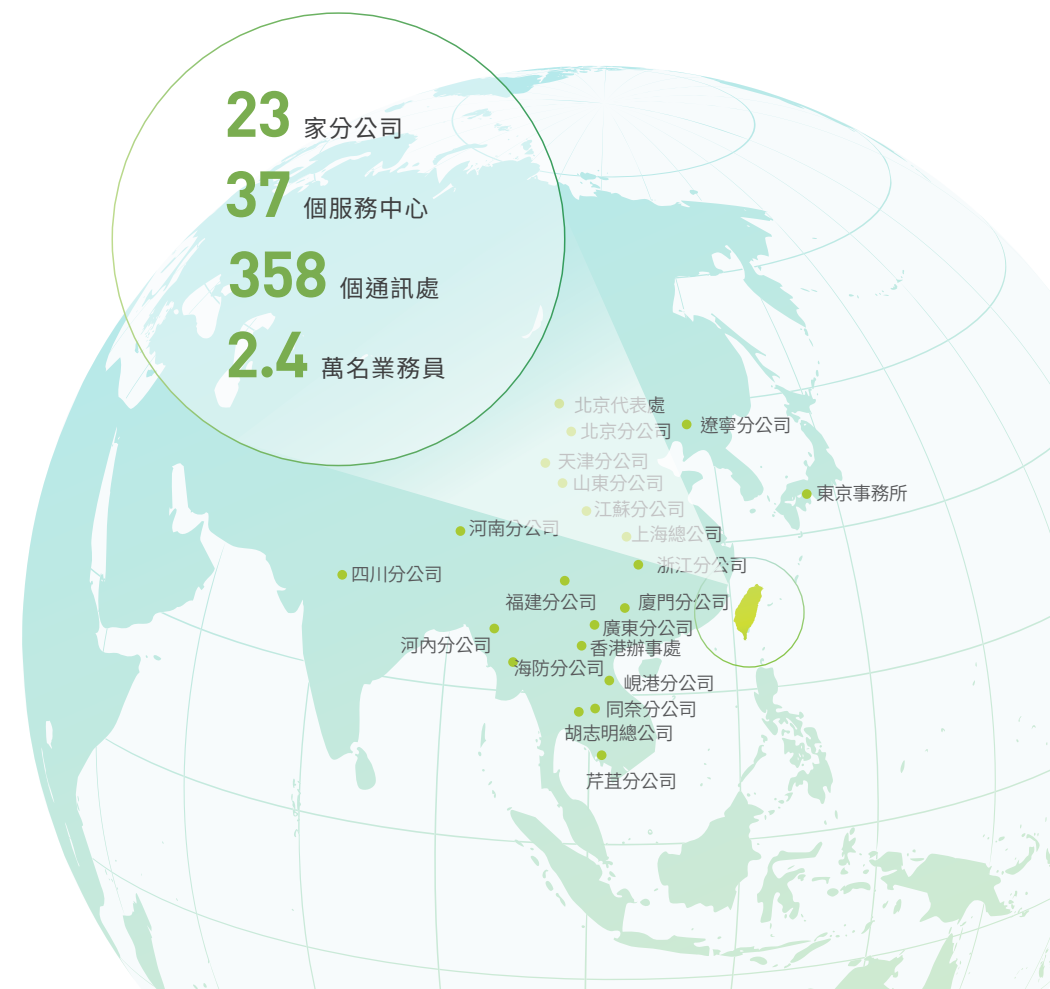 23 家分公司
37 個服務中心
358 個通訊處
2.4 萬名業務員
北京代表處
遼寧分公司
北京分公司
天津分公司
山東分公司
東京事務所
江蘇分公司
河南分公司
上海總公司
浙江分公司
四川分公司
福建分公司
廈門分公司
廣東分公司
河內分公司
香港辦事處
海防分公司
峴港分公司
同奈分公司
胡志明總公司
芹苴分公司